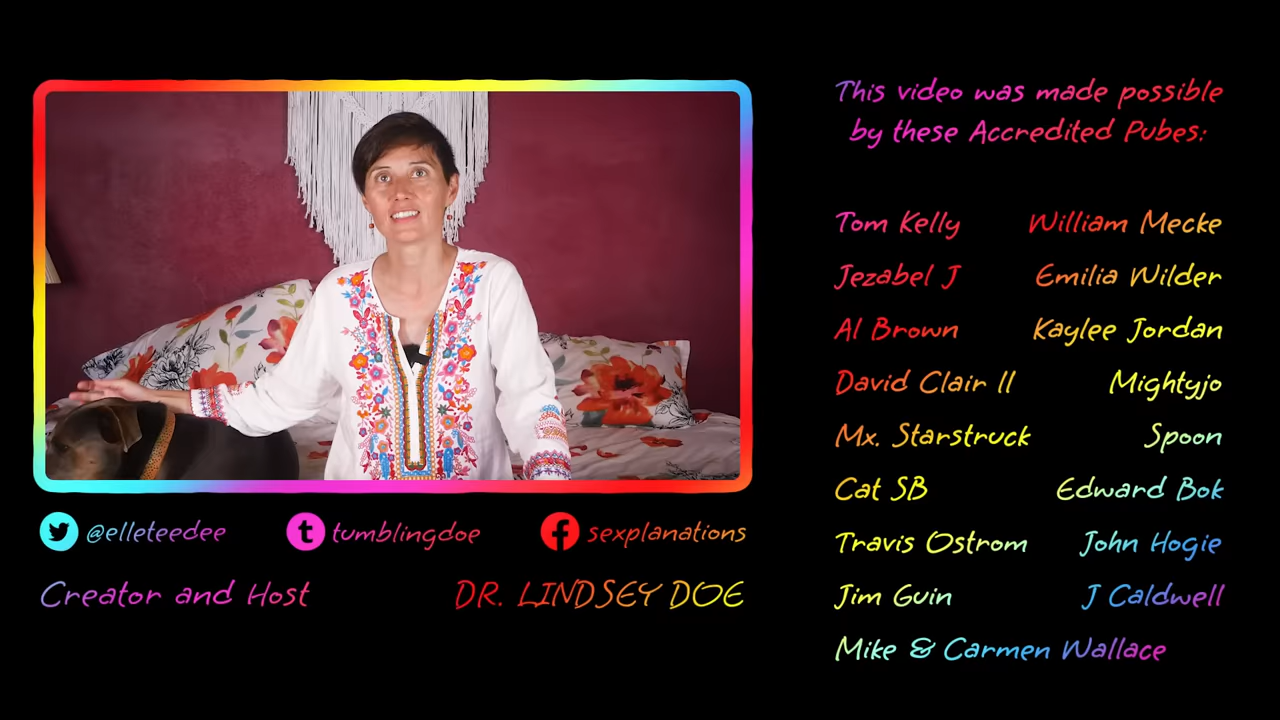 This video was made possible
by these Accredited Pubes:
Tom Kelly William Mecke
Jezabel J Emilia Wilder
Al Brown Kaylee Jordan
David Clair II Mightyjo
Mx. Starstruck Spoon
Cat SB Edward Bok
Travis Ostrom John Hogie
Jim Guin J Caldwell
Mike & Carmen Wallace
@elleteedee tumblingdoe sexplanations
Creator and Host DR. LINDSEY DOE